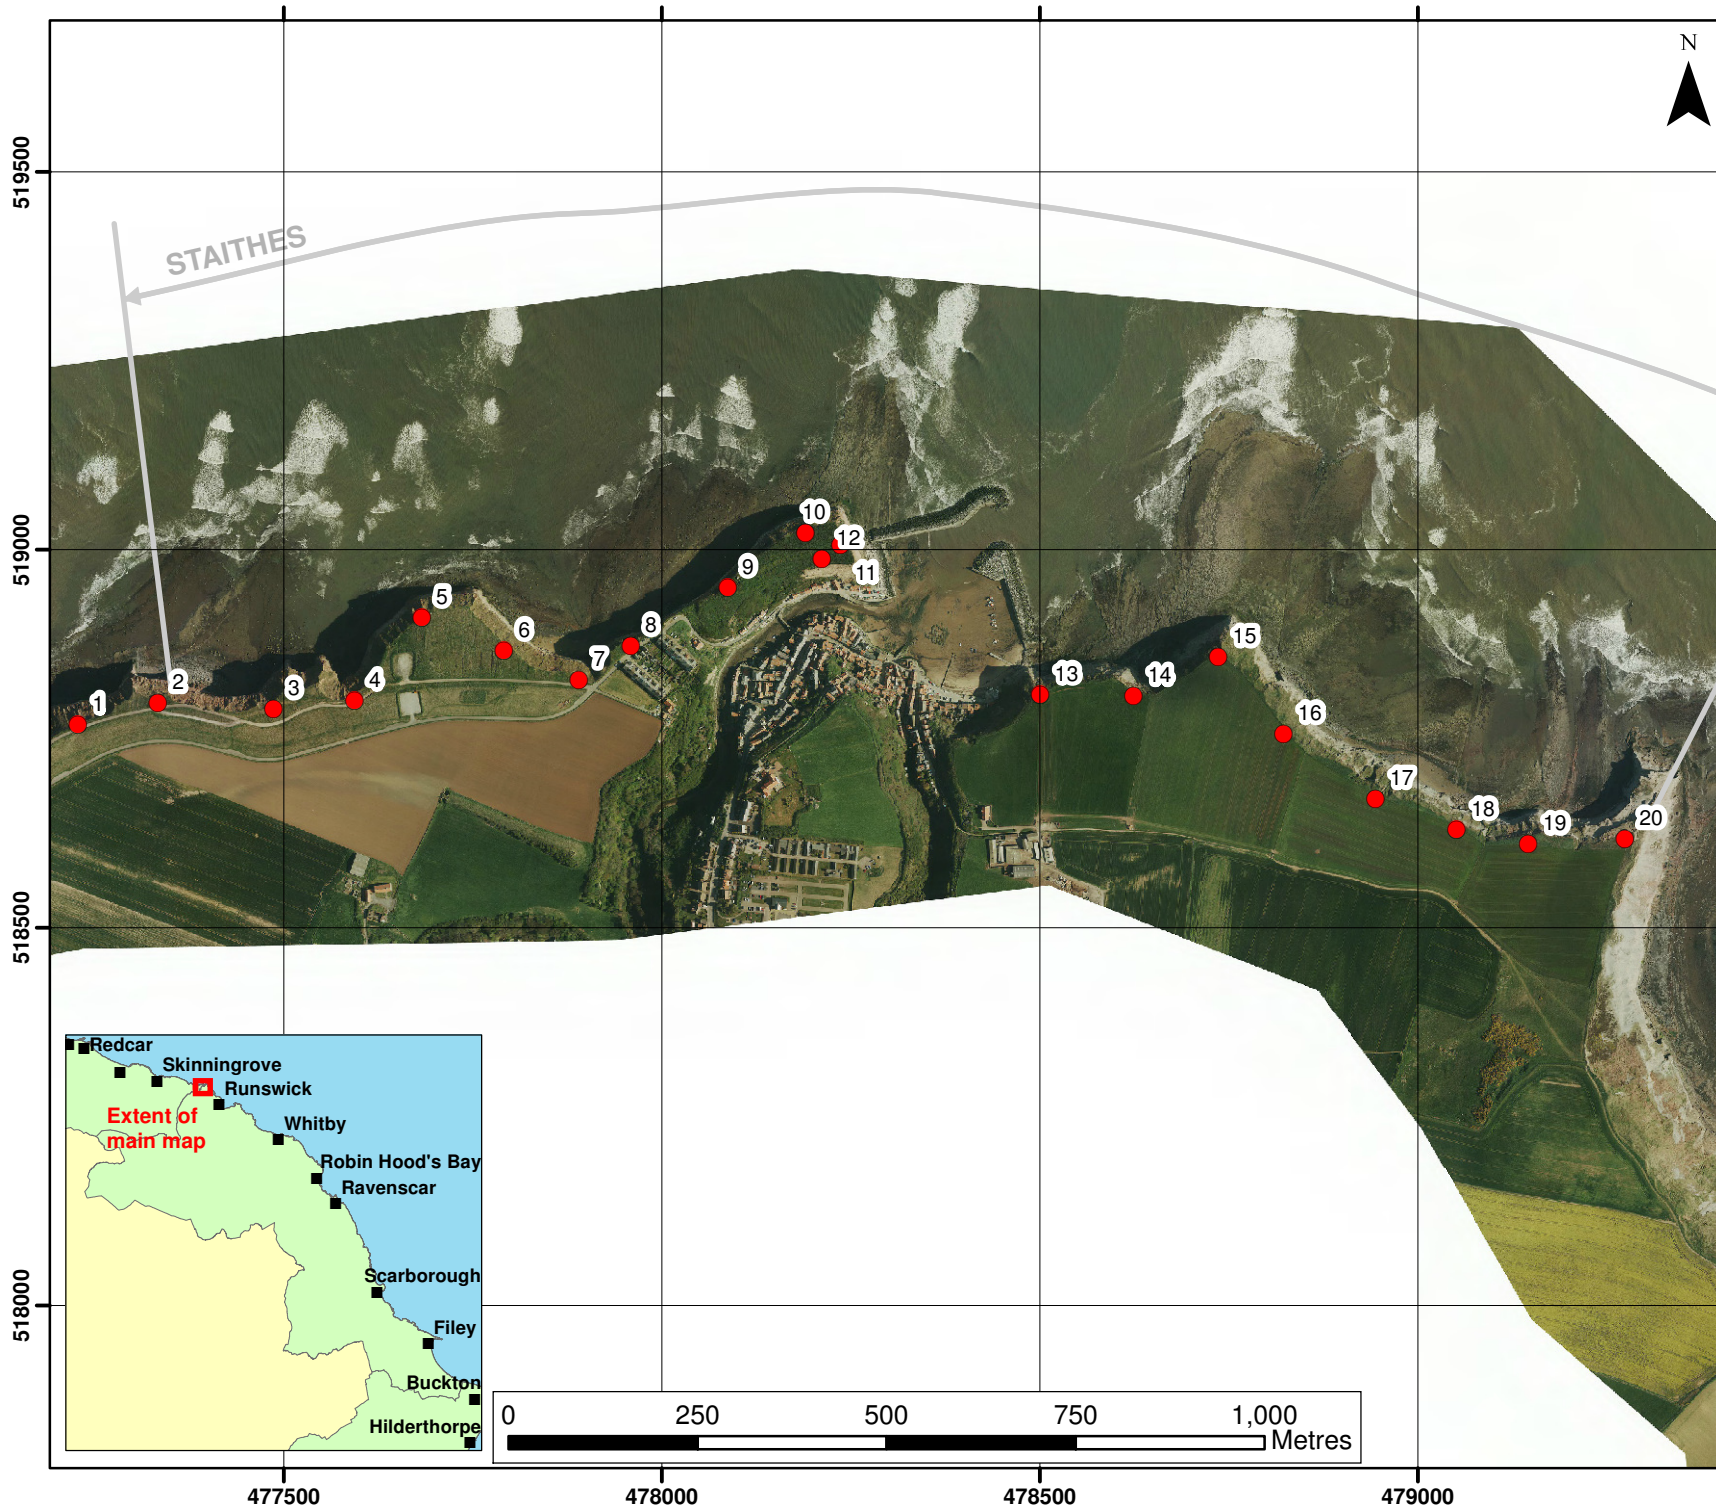 N
519500
519000
518500
518000
STAITHES
10
12
11
9
5
6
8
7
4
3
2
1
13
14
15
16
17
18
19
20
Redcar
Skinningrove
Runswick
Extent of
main map
Whitby
Robin Hood's Bay
Ravenscar
Scarborough
Filey
Buckton
Hilderthorpe
0 250 500 750 1,000
Metres
477500 478000 478500 479000